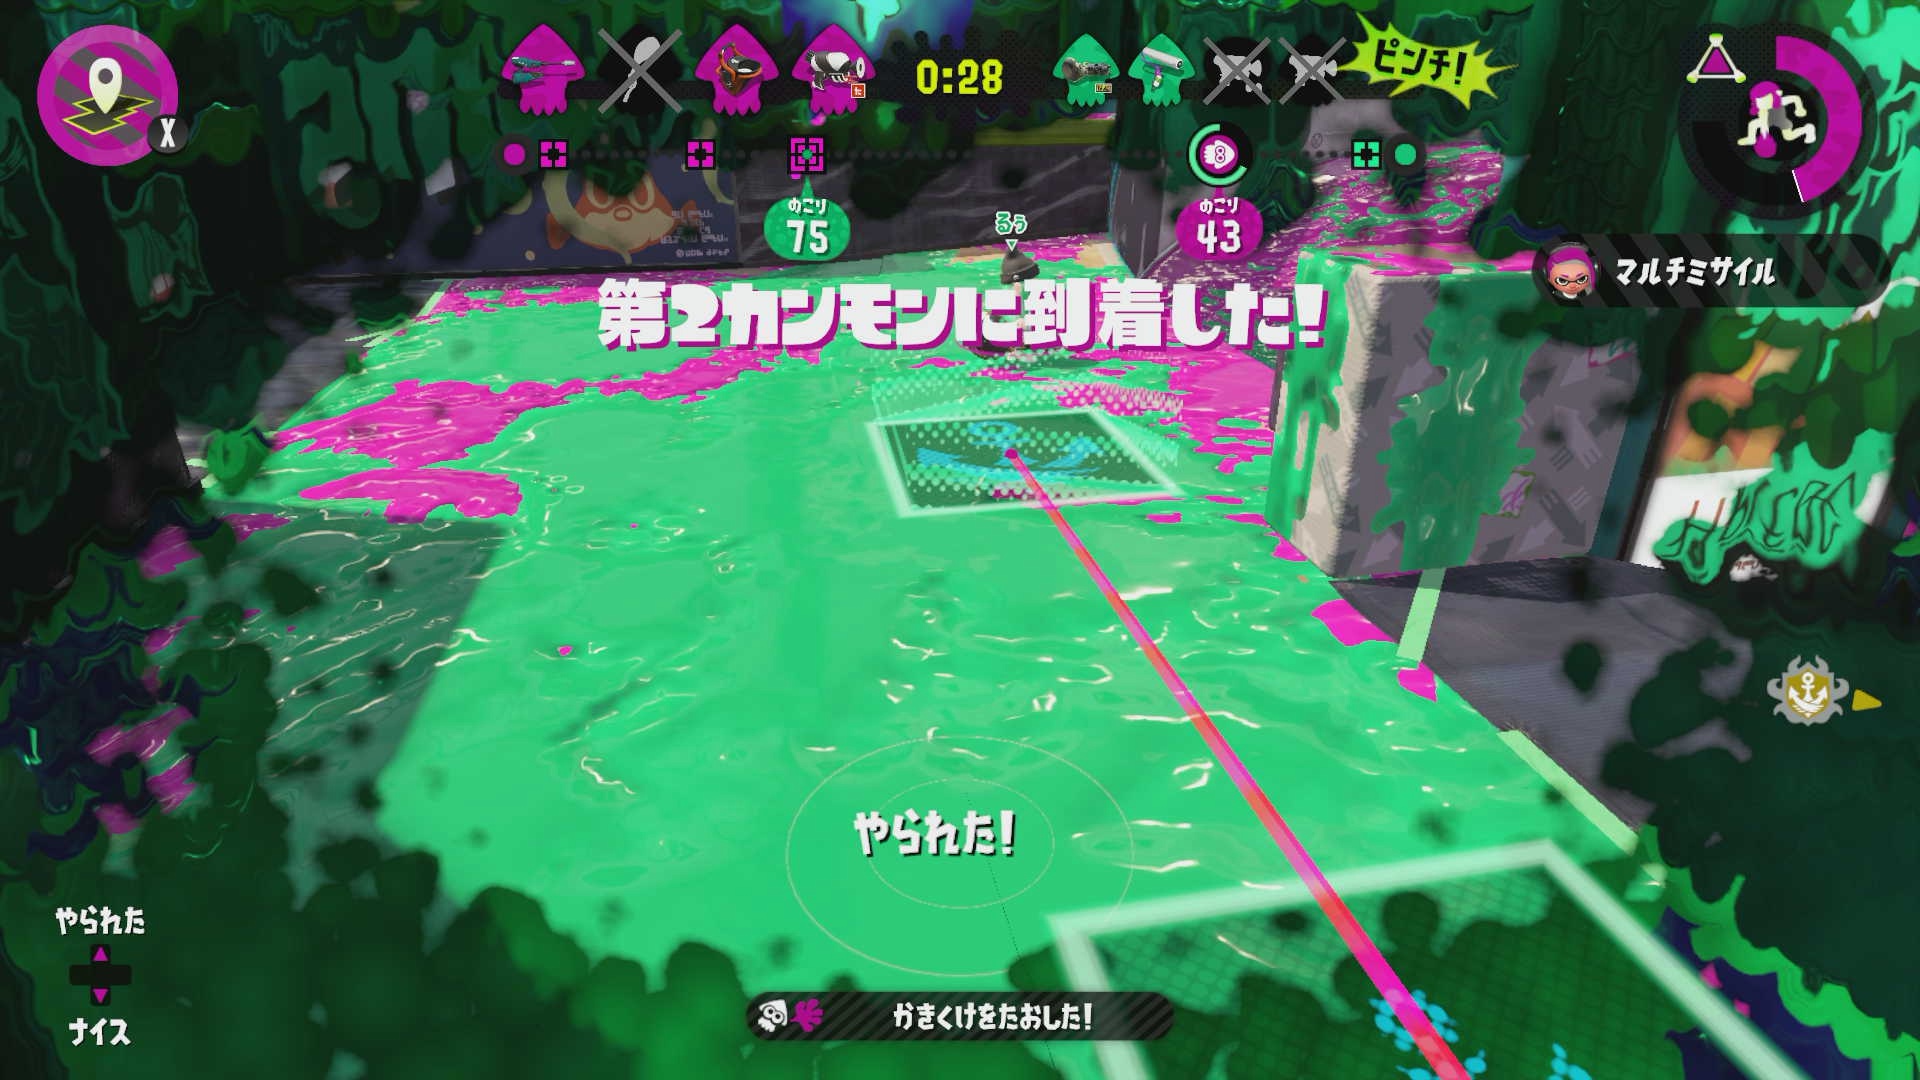 X
0:28
ピンチ!
のこり
75
のこり
43
るぅ
マルチミサイル
第2カンモンに到着した!
やられた!
やられた
ナイス
かきくけをたおした!